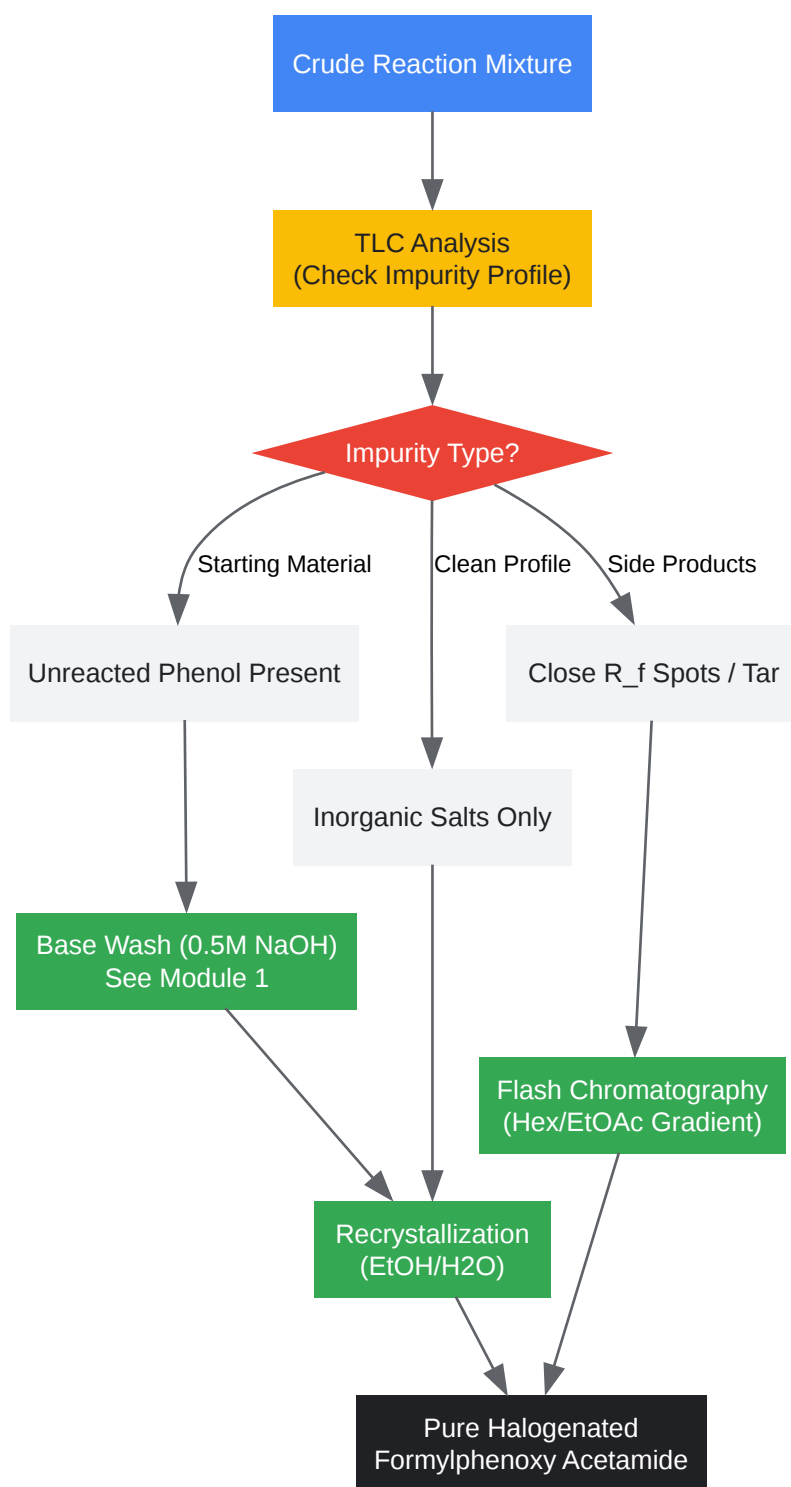 Crude Reaction Mixture
TLC Analysis
(Check Impurity Profile)
Impurity Type?
Starting Material
Clean Profile
Side Products
Unreacted Phenol Present
Close R_f Spots / Tar
Inorganic Salts Only
Base Wash (0.5M NaOH)
See Module 1
Flash Chromatography
(Hex/EtOAc Gradient)
Recrystallization
(EtOH/H2O)
Pure Halogenated
Formylphenoxy Acetamide